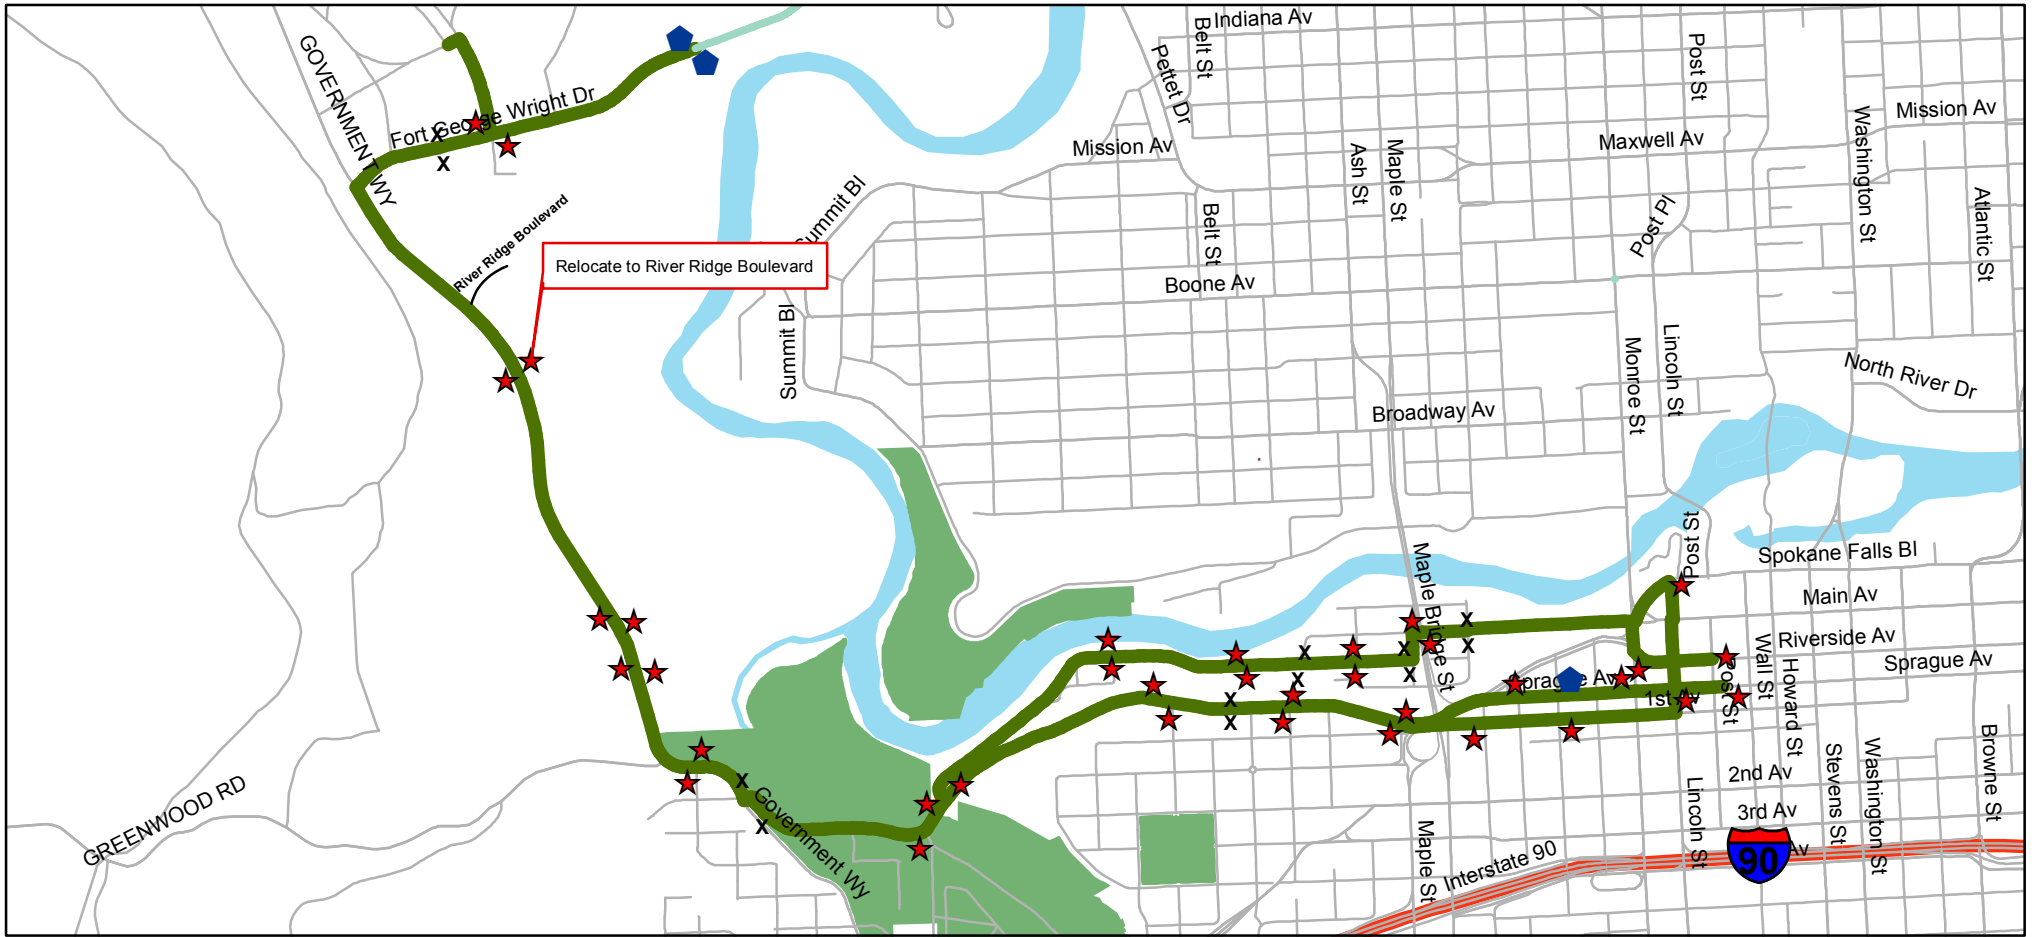 Indiana Av
Belt St
Pettet Dr
Post St
GOVERNMENT WY
Fort George Wright Dr
X
X
Mission Av
Mission Av
Maxwell Av
Ash St
Maple St
Washington St
Atlantic St
Summit Bl
River Ridge Boulevard
Relocate to River Ridge Boulevard
Belt St
Post Pl
Boone Av
Summit Bl
Monroe St
Lincoln St
North River Dr
Broadway Av
Post St
Spokane Falls Bl
Maple Bridge St
Main Av
X
X
X
X
X
X
X
X
Riverside Av
Wall St
Howard St
Sprague Av
Sprague Av
1st Av
Post St
X
X
Government Wy
GREENWOOD RD
2nd Av
3rd Av
Av
Stevens St
Washington St
Browne St
Lincoln St
Maple St
Interstate 90
90